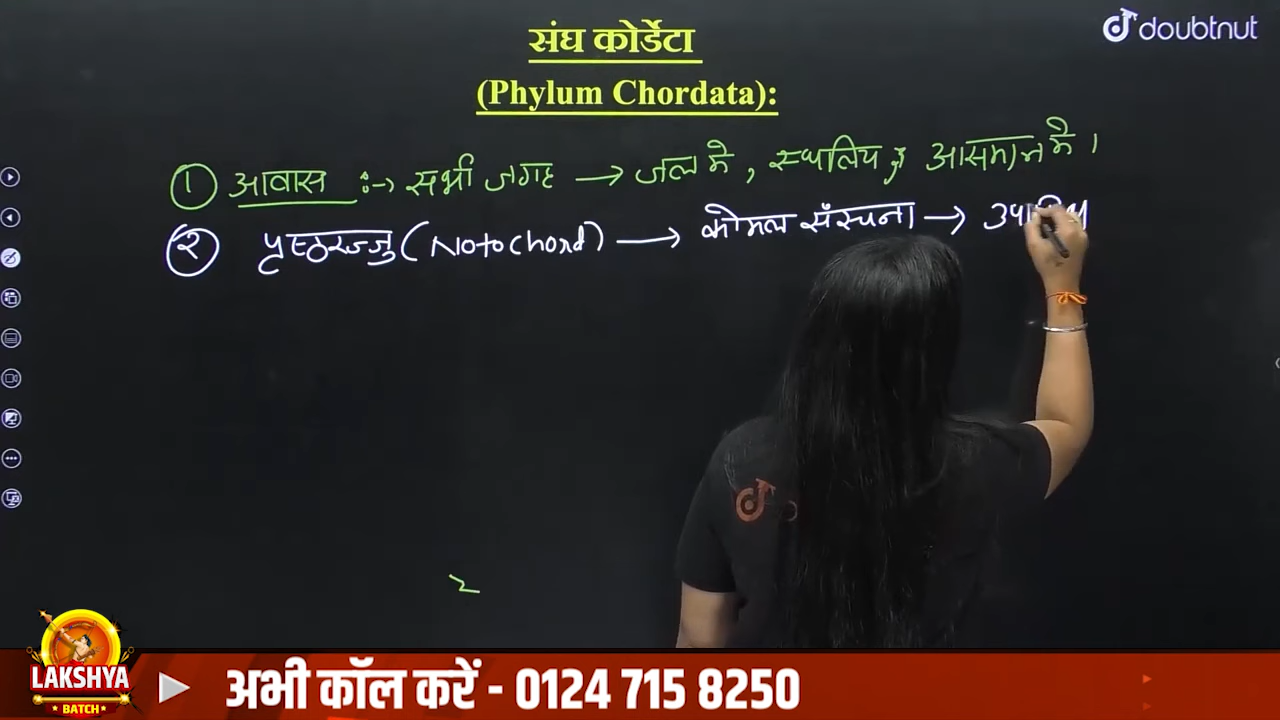 doubtnut
संघ कोर्डेटा
(Phylum Chordata):
① आवास :-> सभी जगह → जल मे, स्थलिय, आसमान मे।
② पृष्ठरज्जु (Notochord) → कोमल संरचना →
LAKSHYA
BATCH
अभी कॉल करें - 0124 715 8250